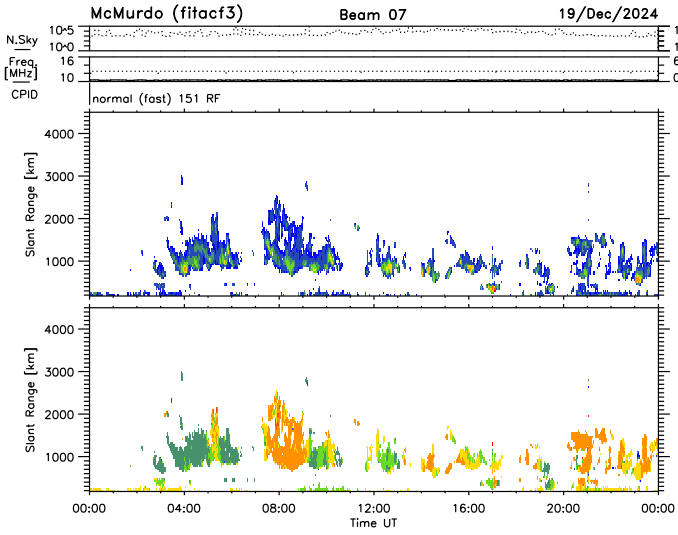 McMurdo (fitacf3) Beam 07 19/Dec/2024
N.Sky 10^5 10^0
Freq. [MHz] 16 10
CPID normal (fast) 151 RF
Slant Range [km] 4000 3000 2000 1000
Slant Range [km] 4000 3000 2000 1000
00:00 04:00 08:00 12:00 16:00 20:00 00:00
Time UT